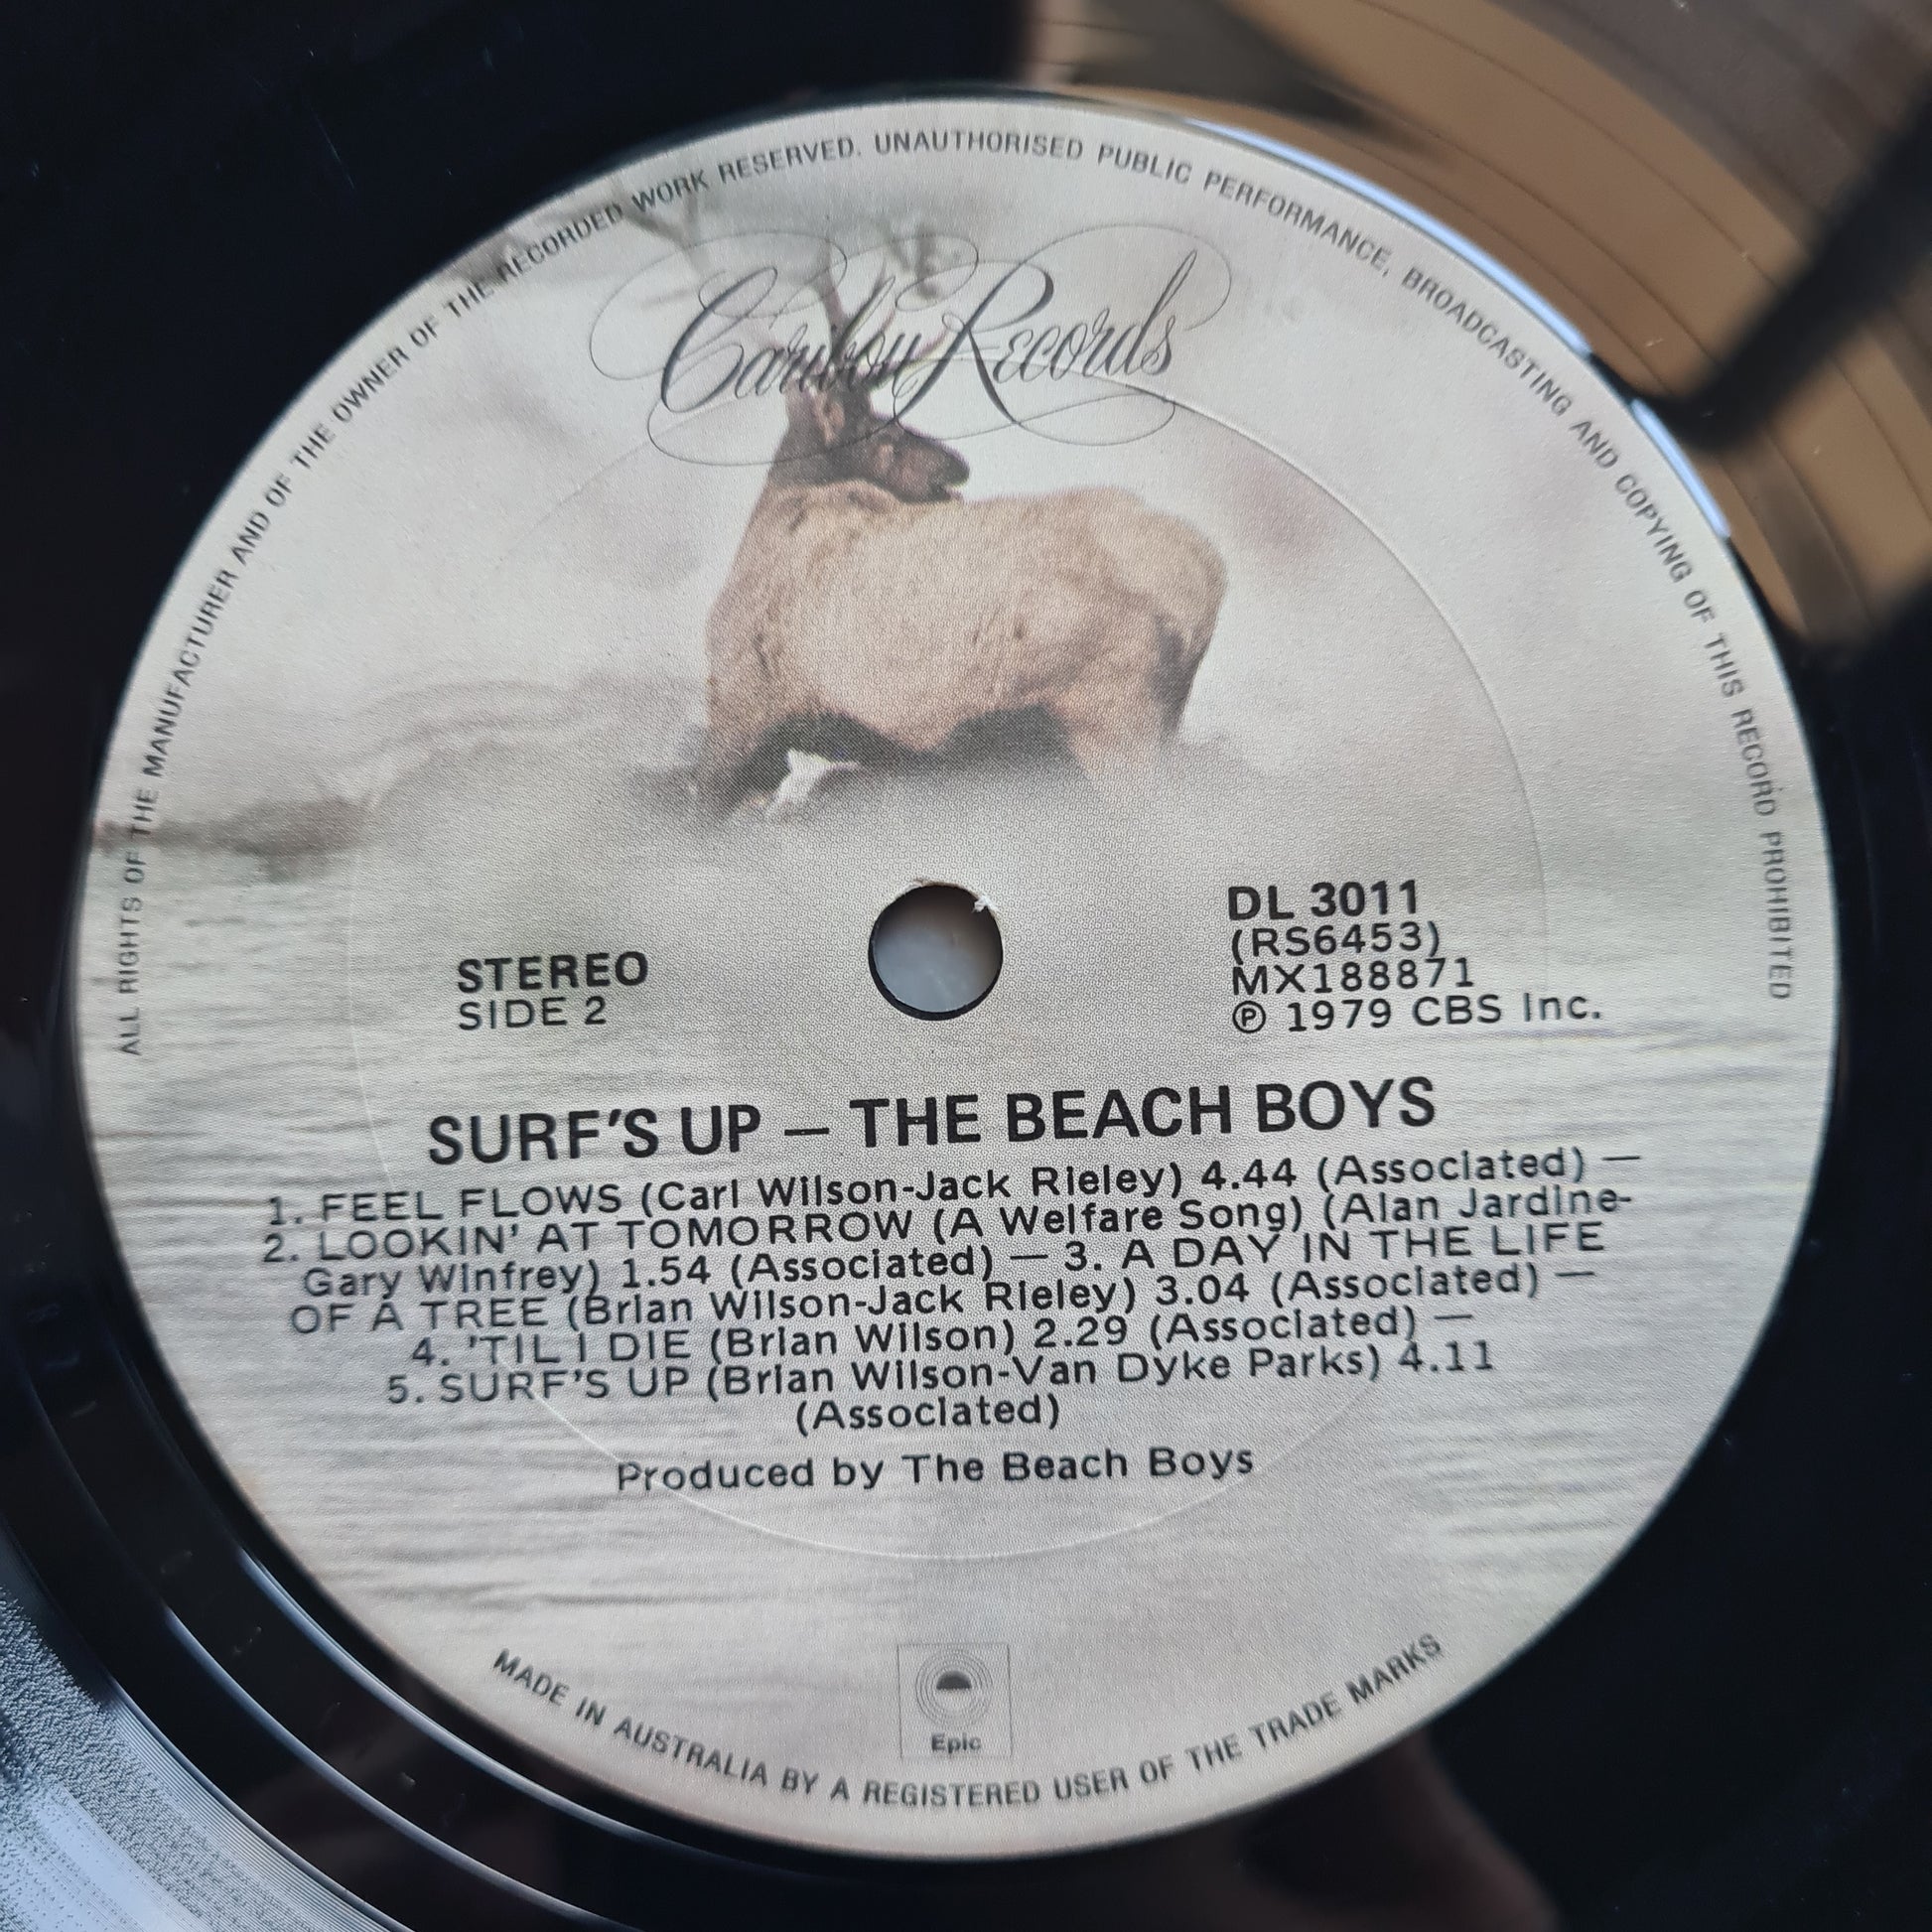 ALL RIGHTS OF THE MANUFACTURER AND OF THE OWNER OF THE RECORDED WORK RESERVED. UNAUTHORISED PUBLIC PERFORMANCE, BROADCASTING AND COPYING OF THIS RECORD PROHIBITED
Caribou Records
STEREO
SIDE 2
DL 3011
(RS6453)
MX188871
℗ 1979 CBS Inc.
SURF'S UP — THE BEACH BOYS
1. FEEL FLOWS (Carl Wilson-Jack Rieley) 4.44 (Associated) —
2. LOOKIN' AT TOMORROW (A Welfare Song) (Alan Jardine-
Gary Winfrey) 1.54 (Associated) — 3. A DAY IN THE LIFE
OF A TREE (Brian Wilson-Jack Rieley) 3.04 (Associated) —
4. 'TIL I DIE (Brian Wilson) 2.29 (Associated) —
5. SURF'S UP (Brian Wilson-Van Dyke Parks) 4.11
(Associated)
Produced by The Beach Boys
Epic
MADE IN AUSTRALIA BY A REGISTERED USER OF THE TRADE MARKS